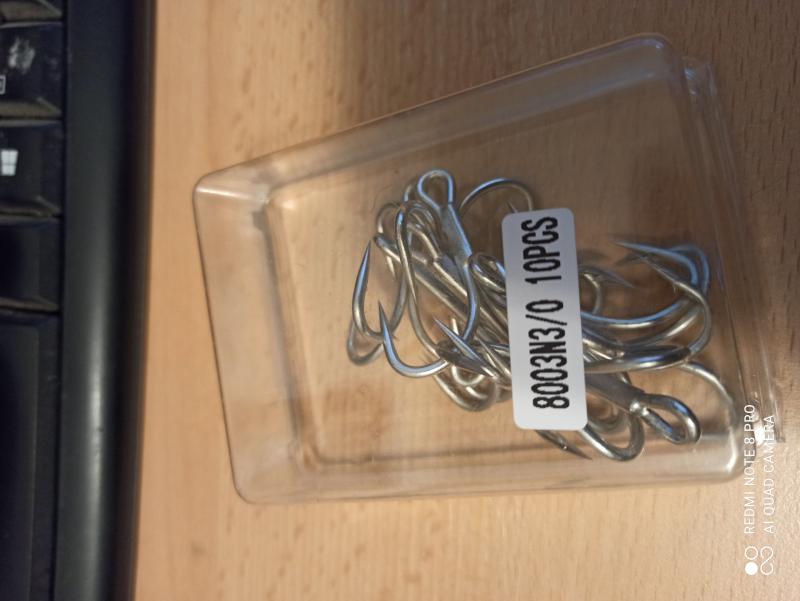 8003N3/0 10PCS
REDMI NOTE 8 PRO
AI QUAD CAMERA